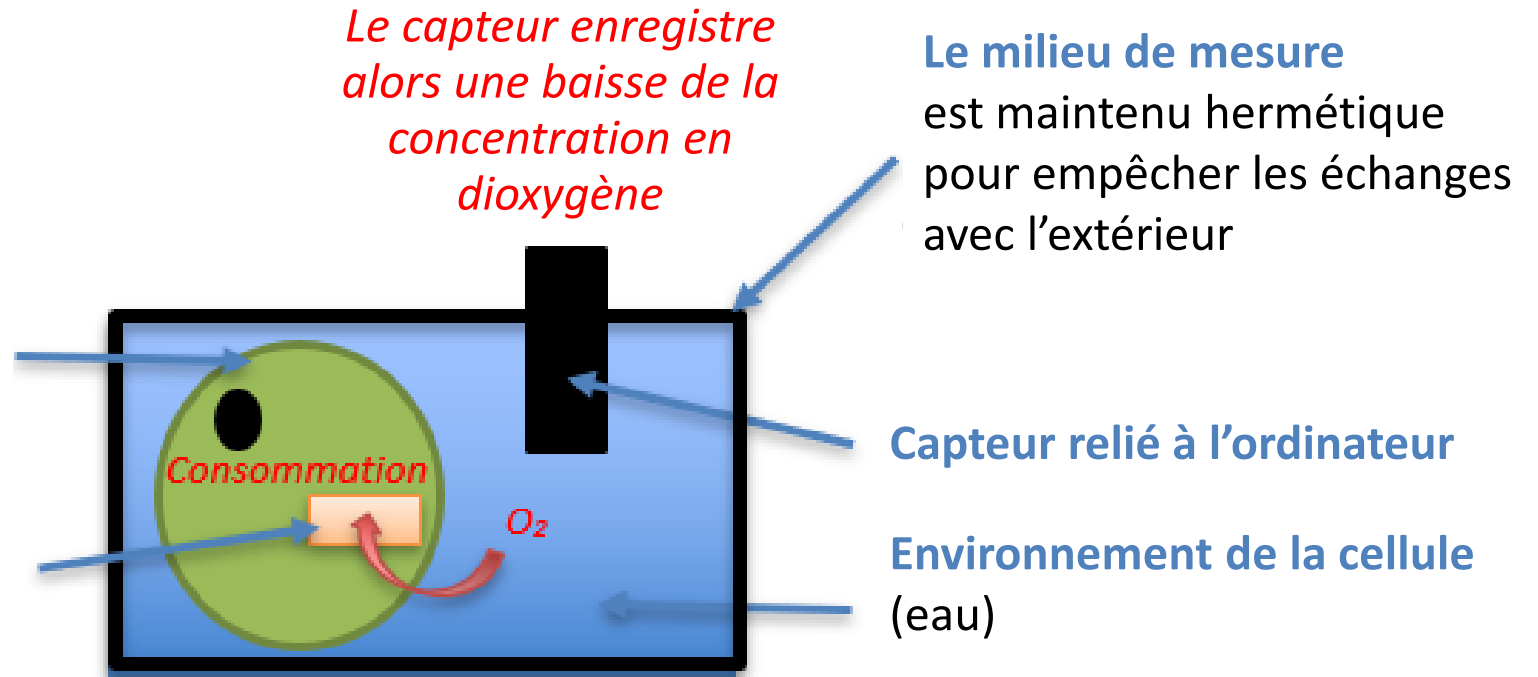 Le capteur enregistre
alors une baisse de la
concentration en
dioxygène
Le milieu de mesure
est maintenu hermétique
pour empêcher les échanges
avec l’extérieur
Consommation
O₂
Capteur relié à l’ordinateur
Environnement de la cellule
(eau)